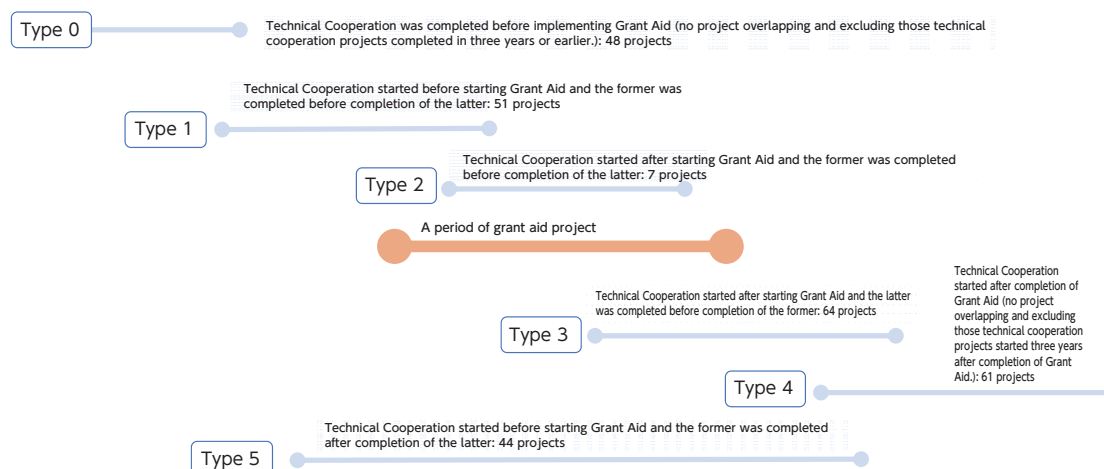 Type 0
Technical Cooperation was completed before implementing Grant Aid (no project overlapping and excluding those technical
cooperation projects completed in three years or earlier.): 48 projects
Technical Cooperation started before starting Grant Aid and the former was
completed before completion of the latter: 51 projects
Type 1
Technical Cooperation started after starting Grant Aid and the former was completed
before completion of the latter: 7 projects
Type 2
A period of grant aid project
Technical Cooperation started after starting Grant Aid and the latter
was completed before completion of the former: 64 projects
Type 3
Technical Cooperation
started after completion of
Grant Aid (no project
overlapping and excluding
those technical cooperation
projects started three years
after completion of Grant
Aid.): 61 projects
Type 4
Technical Cooperation started before starting Grant Aid and the former was completed
after completion of the latter: 44 projects
Type 5